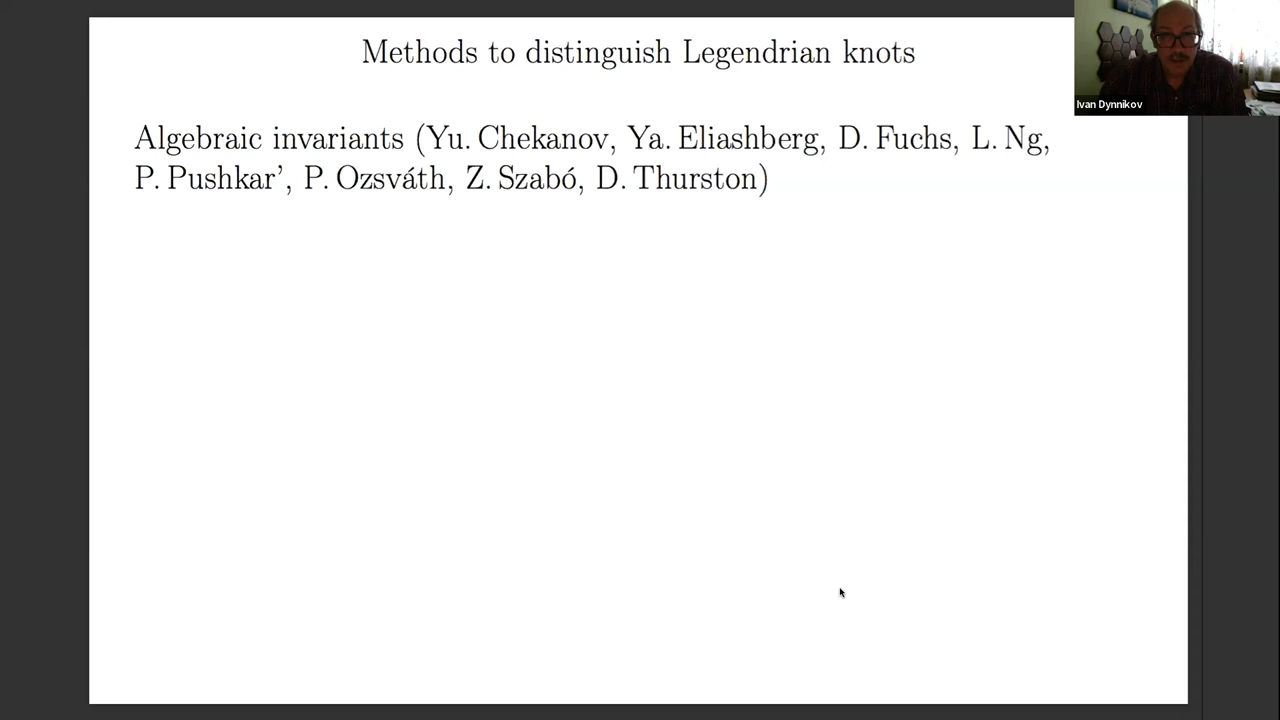 Methods to distinguish Legendrian knots
Ivan Dynnikov
Algebraic invariants (Yu. Chekanov, Ya. Eliashberg, D. Fuchs, L. Ng,
P. Pushkar', P. Ozsváth, Z. Szabó, D. Thurston)